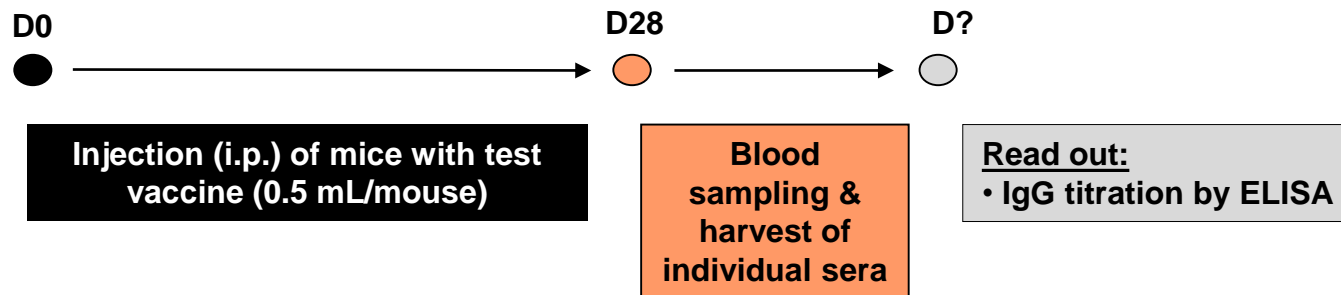 D0
D28
D?
Injection (i.p.) of mice with test
vaccine (0.5 mL/mouse)
Blood
sampling &
harvest of
individual sera
Read out:
• IgG titration by ELISA